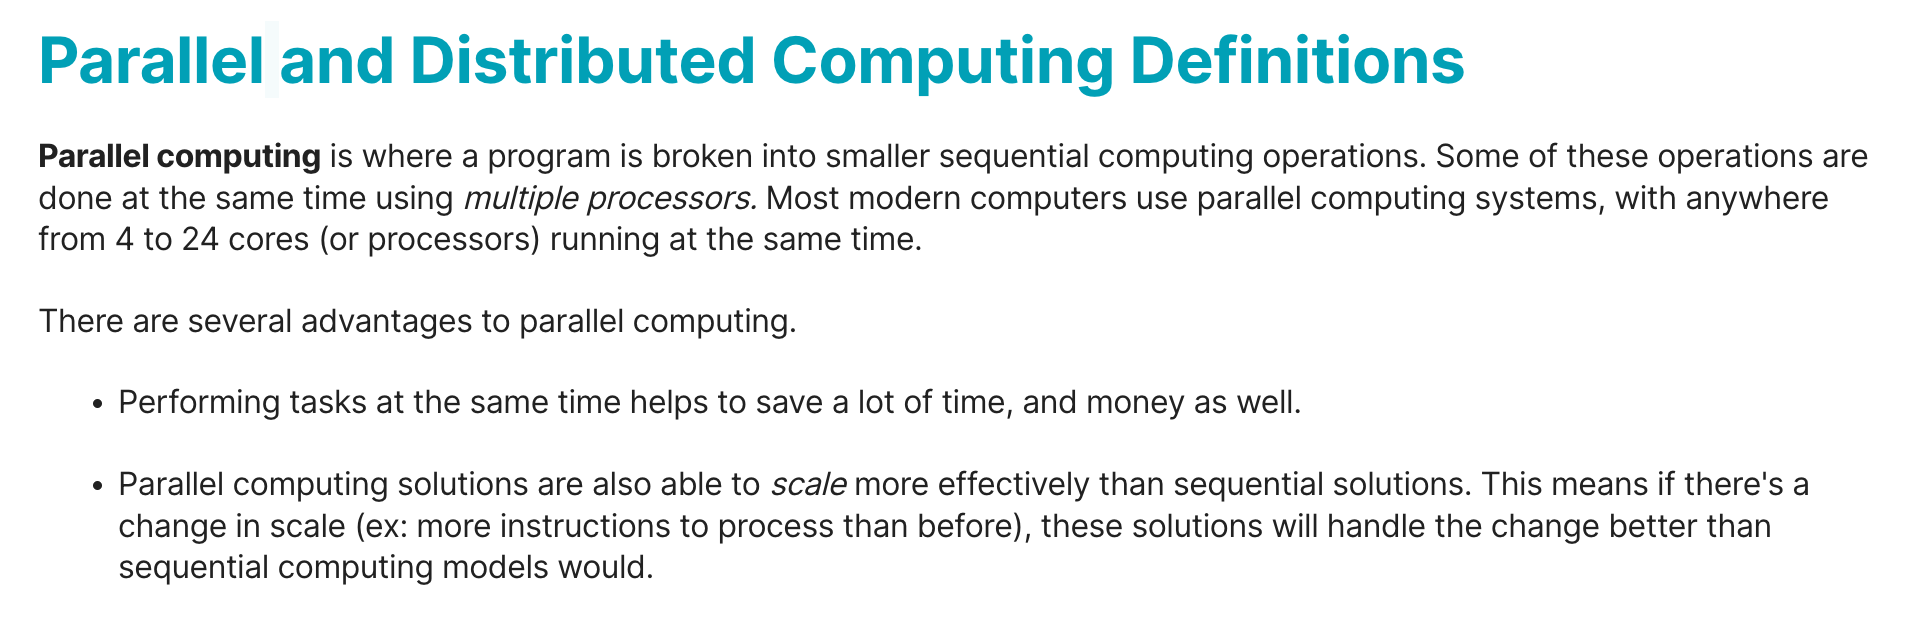 Parallel and Distributed Computing Definitions
Parallel computing is where a program is broken into smaller sequential computing operations. Some of these operations are
done at the same time using multiple processors. Most modern computers use parallel computing systems, with anywhere
from 4 to 24 cores (or processors) running at the same time.
There are several advantages to parallel computing.
• Performing tasks at the same time helps to save a lot of time, and money as well.
• Parallel computing solutions are also able to scale more effectively than sequential solutions. This means if there's a
change in scale (ex: more instructions to process than before), these solutions will handle the change better than
sequential computing models would.